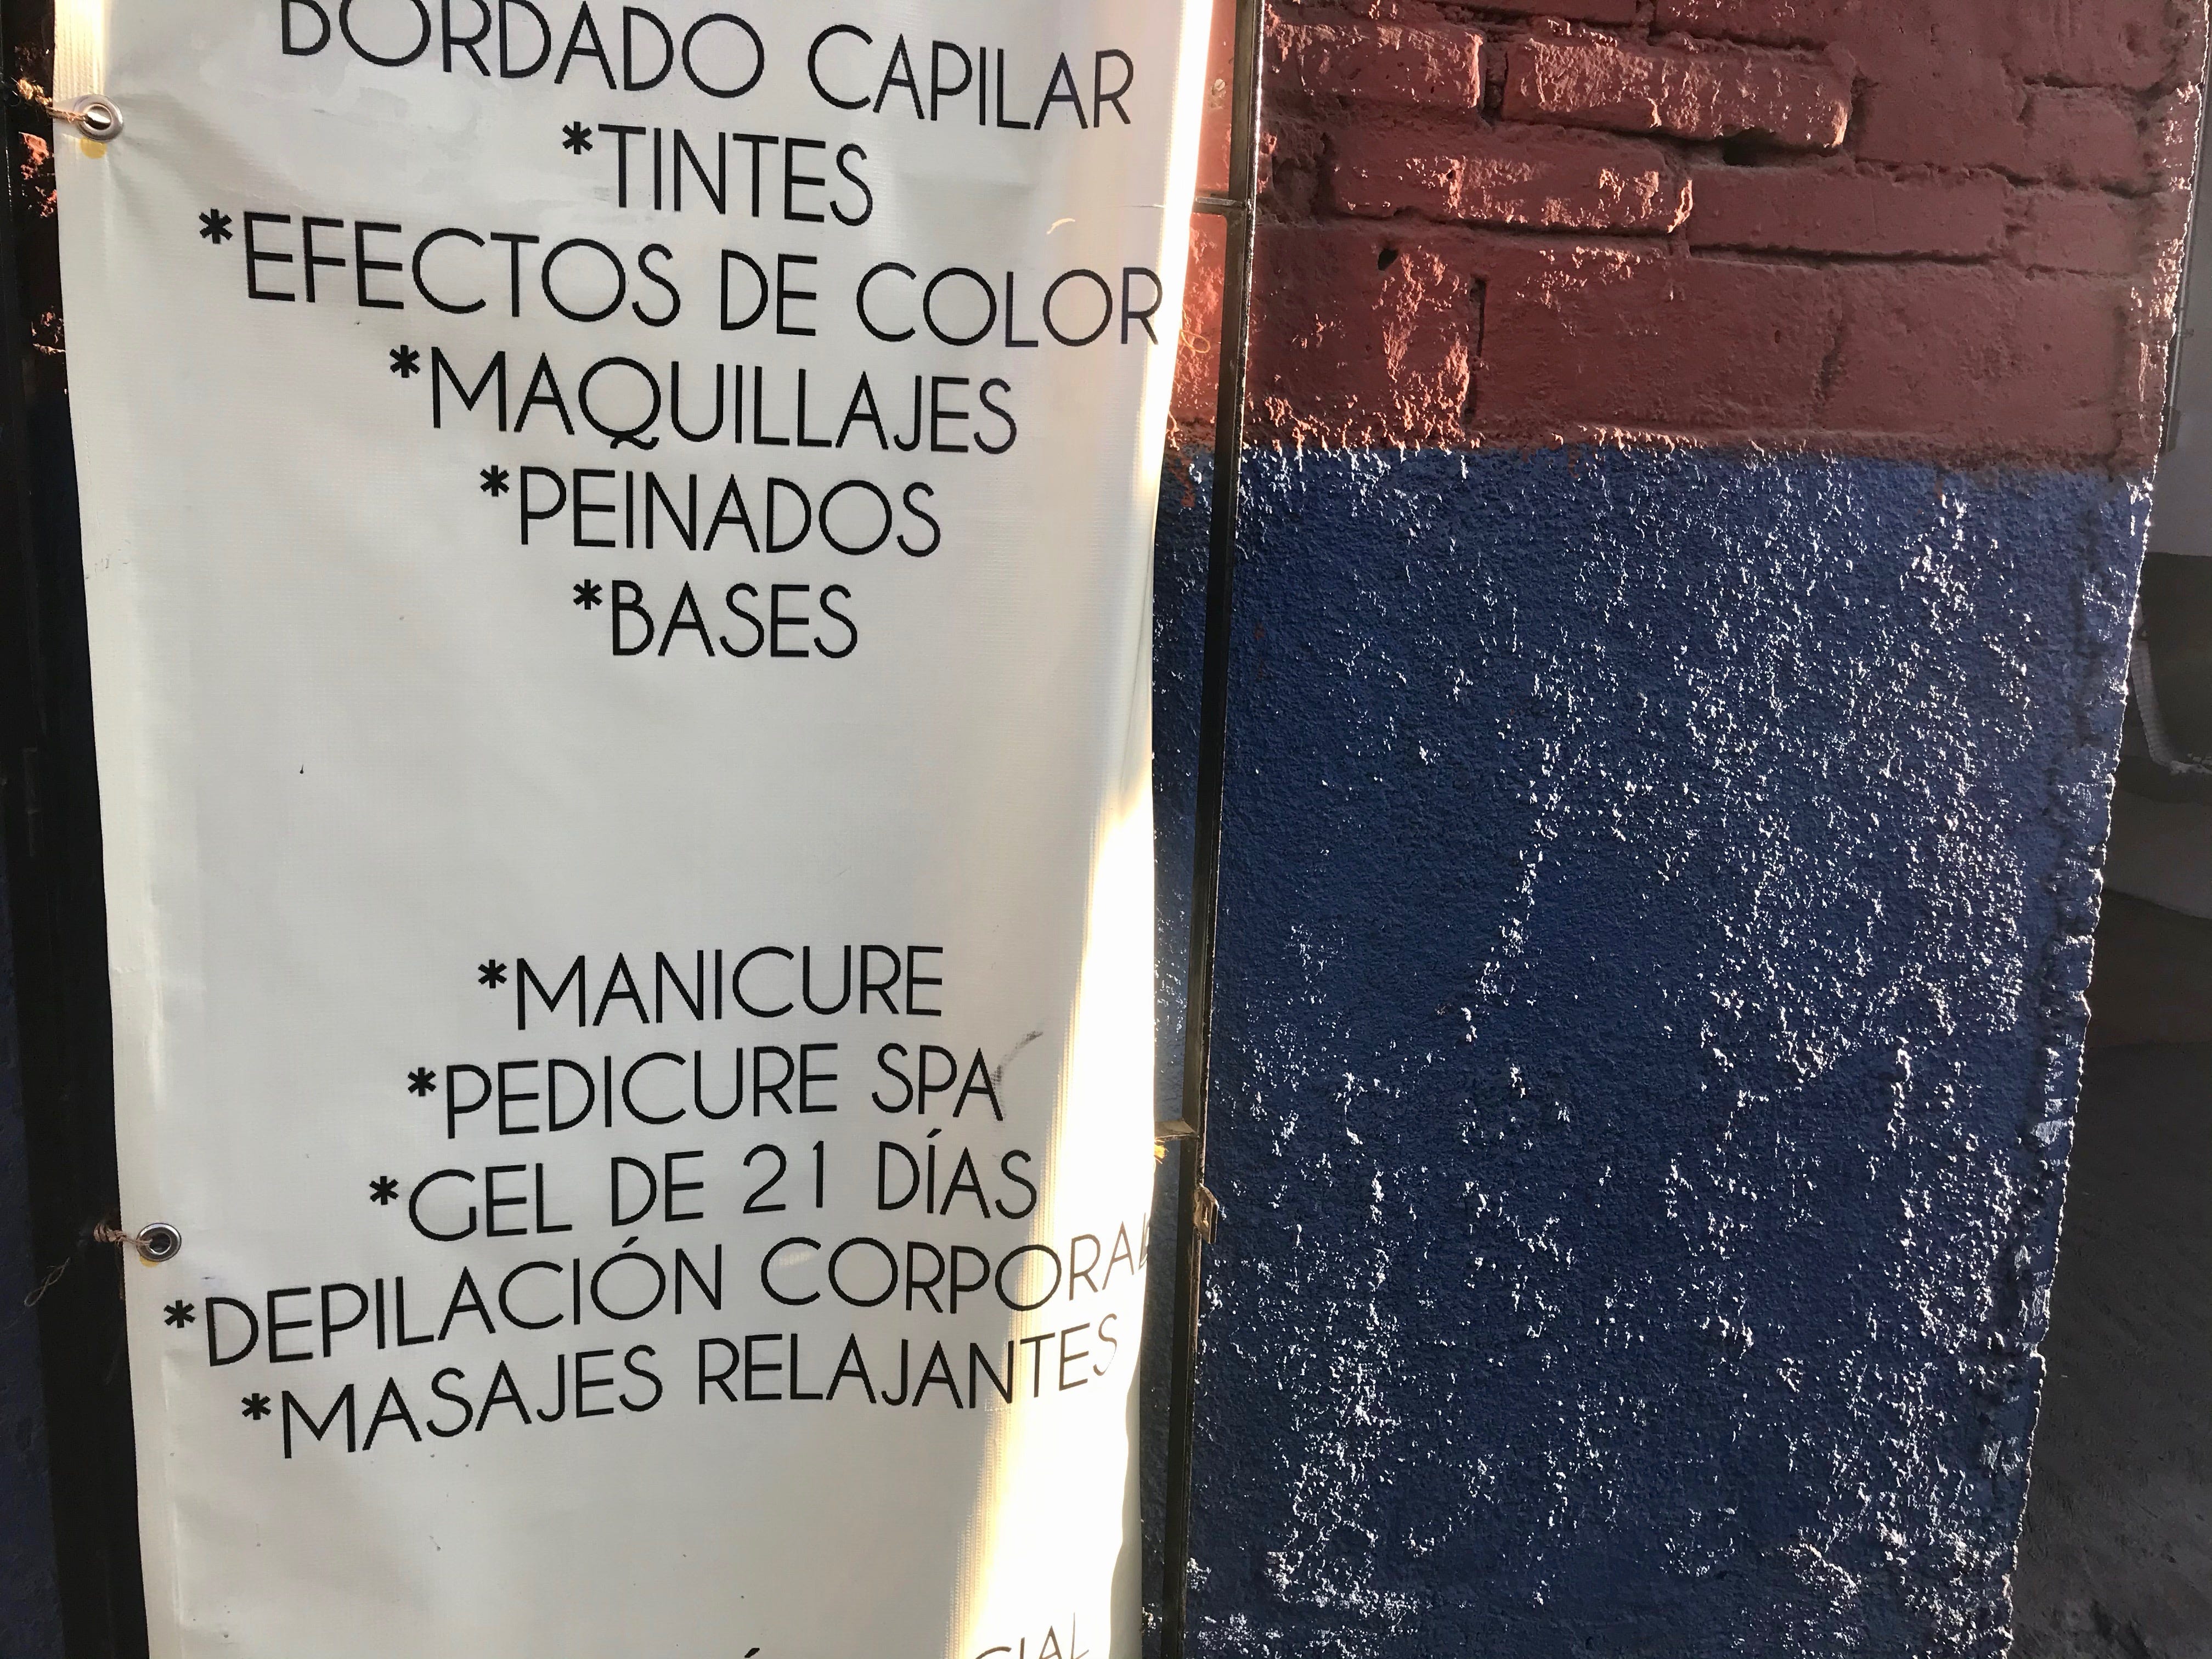 BORDADO CAPILAR
*TINTES
*EFECTOS DE COLOR
*MAQUILLAJES
*PEINADOS
*BASES
*MANICURE
*PEDICURE SPA
*GEL DE 21 DÍAS
*DEPILACIÓN CORPORAL
*MASAJES RELAJANTES